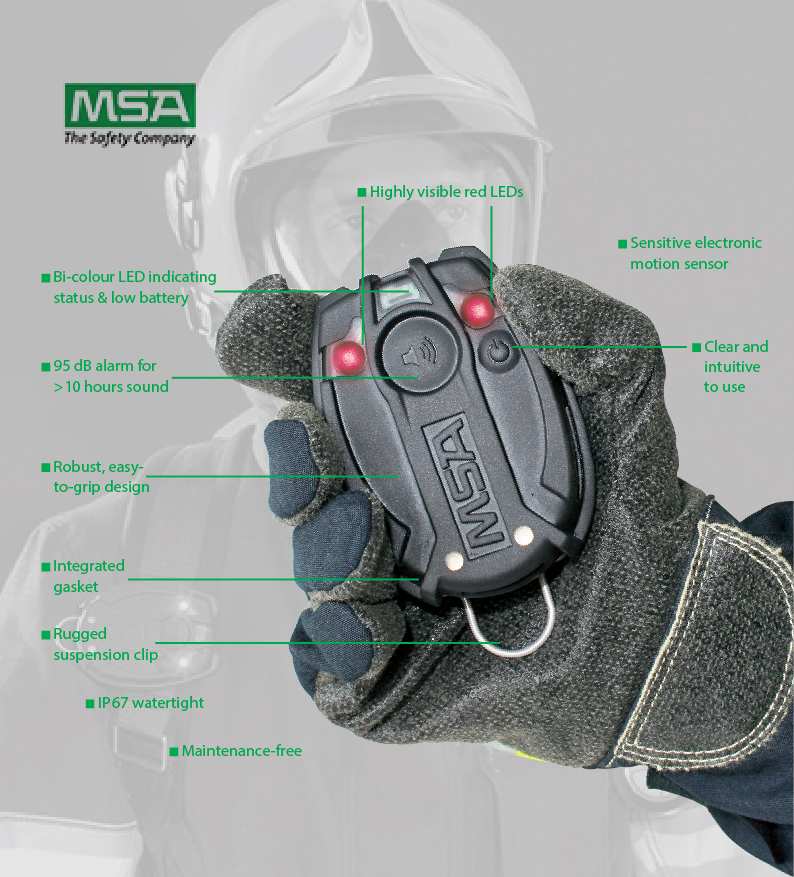 MSA
The Safety Company
■ Highly visible red LEDs
■ Sensitive electronic
motion sensor
■ Bi-colour LED indicating
status & low battery
■ Clear and
intuitive
to use
■ 95 dB alarm for
>10 hours sound
MSA
■ Robust, easy-
to-grip design
■ Integrated
gasket
■ Rugged
suspension clip
■ IP67 watertight
■ Maintenance-free